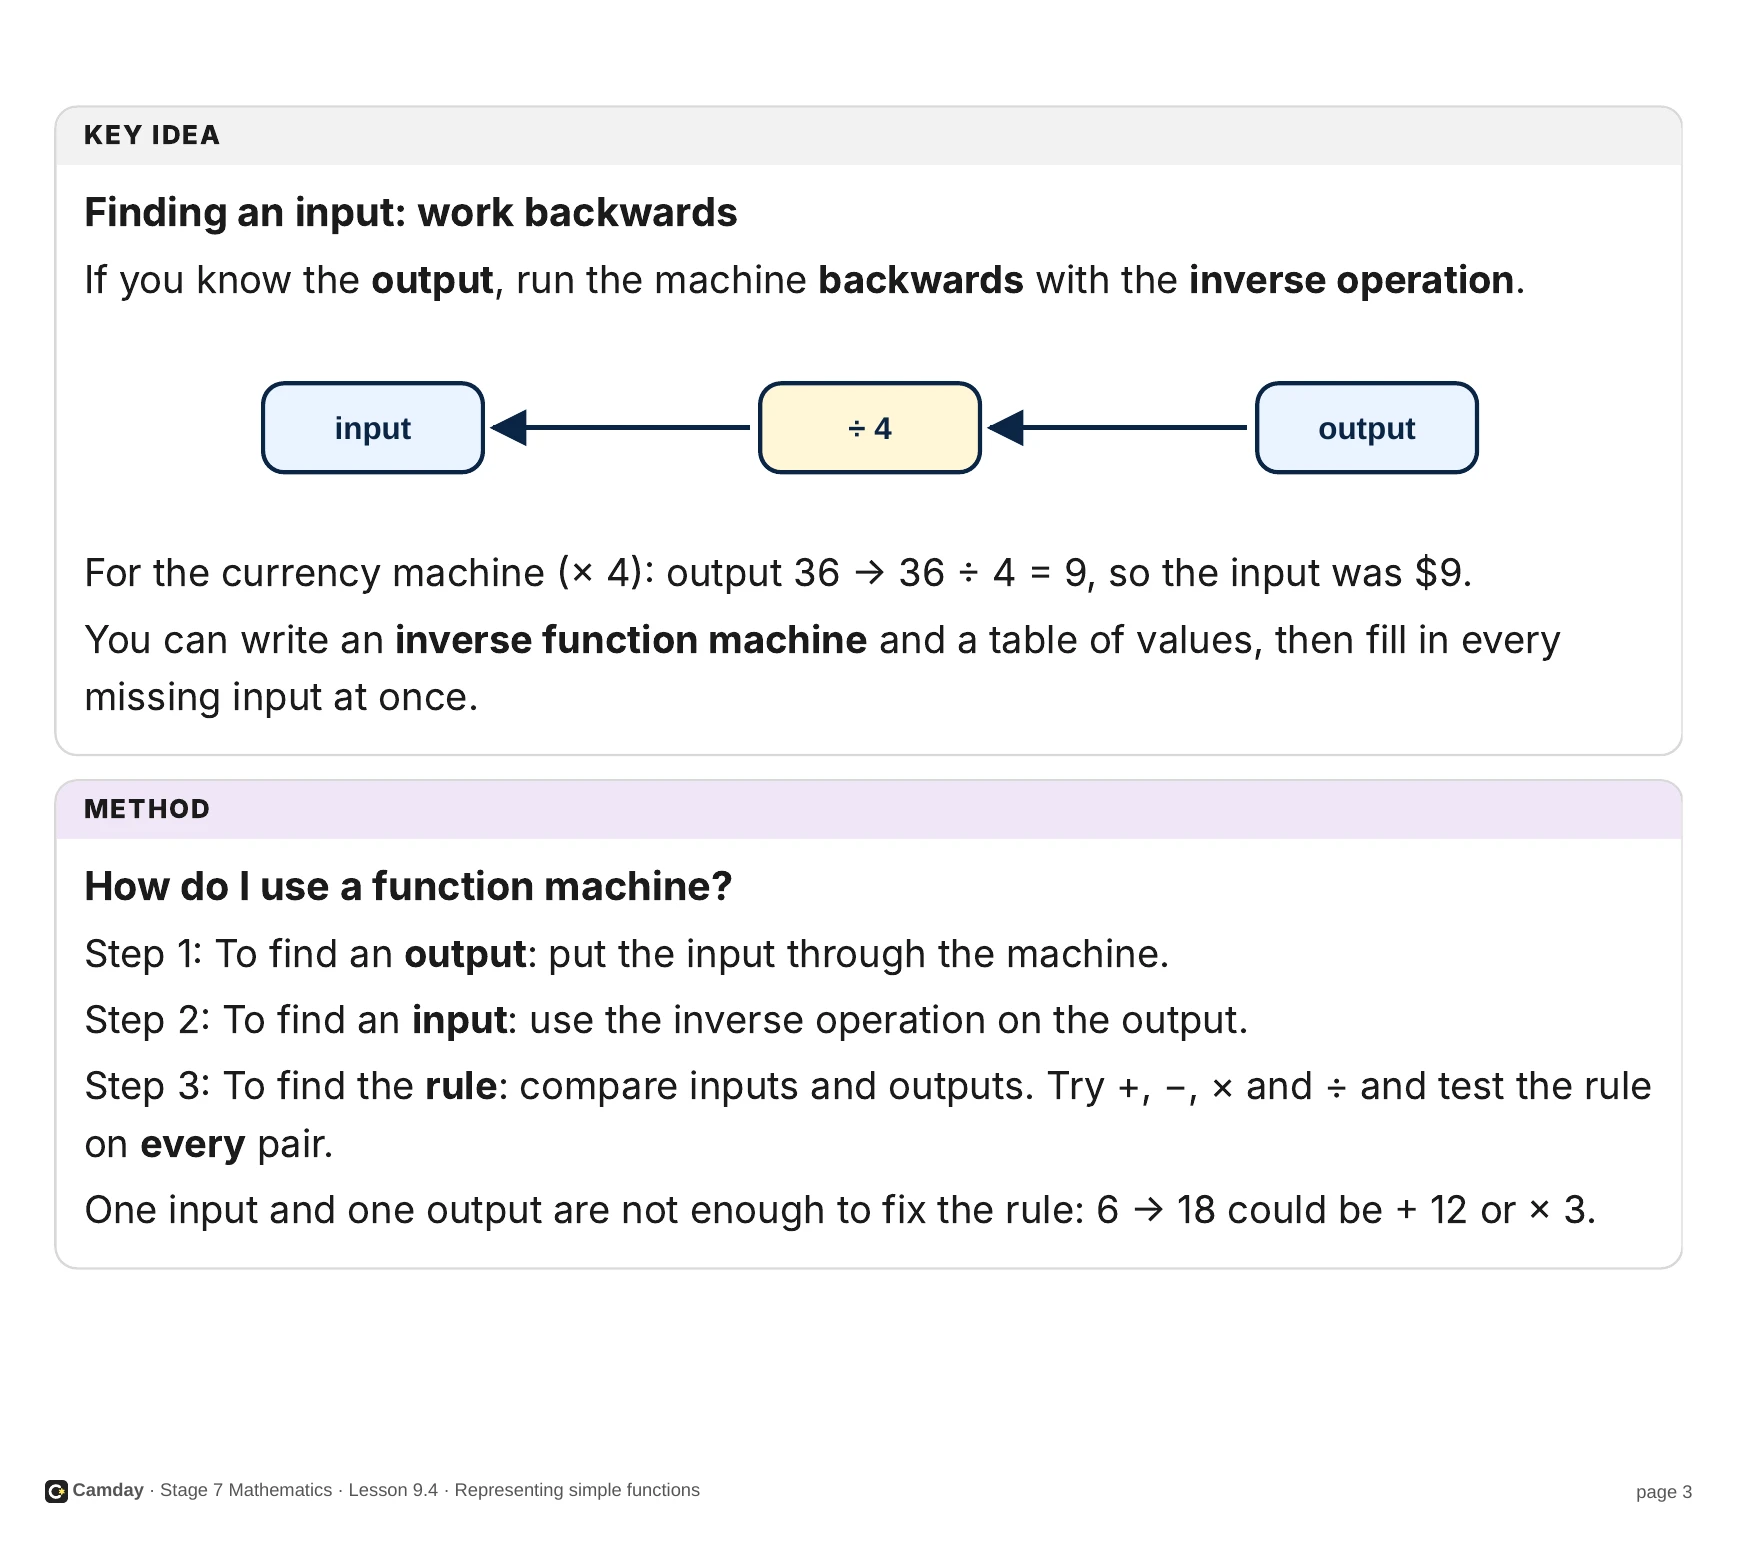 KEY IDEA
Finding an input: work backwards
If you know the output, run the machine backwards with the inverse operation.
input
÷ 4
output
For the currency machine (× 4): output 36 → 36 ÷ 4 = 9, so the input was $9.
You can write an inverse function machine and a table of values, then fill in every
missing input at once.
METHOD
How do I use a function machine?
Step 1: To find an output: put the input through the machine.
Step 2: To find an input: use the inverse operation on the output.
Step 3: To find the rule: compare inputs and outputs. Try +, −, × and ÷ and test the rule
on every pair.
One input and one output are not enough to fix the rule: 6 → 18 could be + 12 or × 3.
Camday · Stage 7 Mathematics · Lesson 9.4 · Representing simple functions
page 3